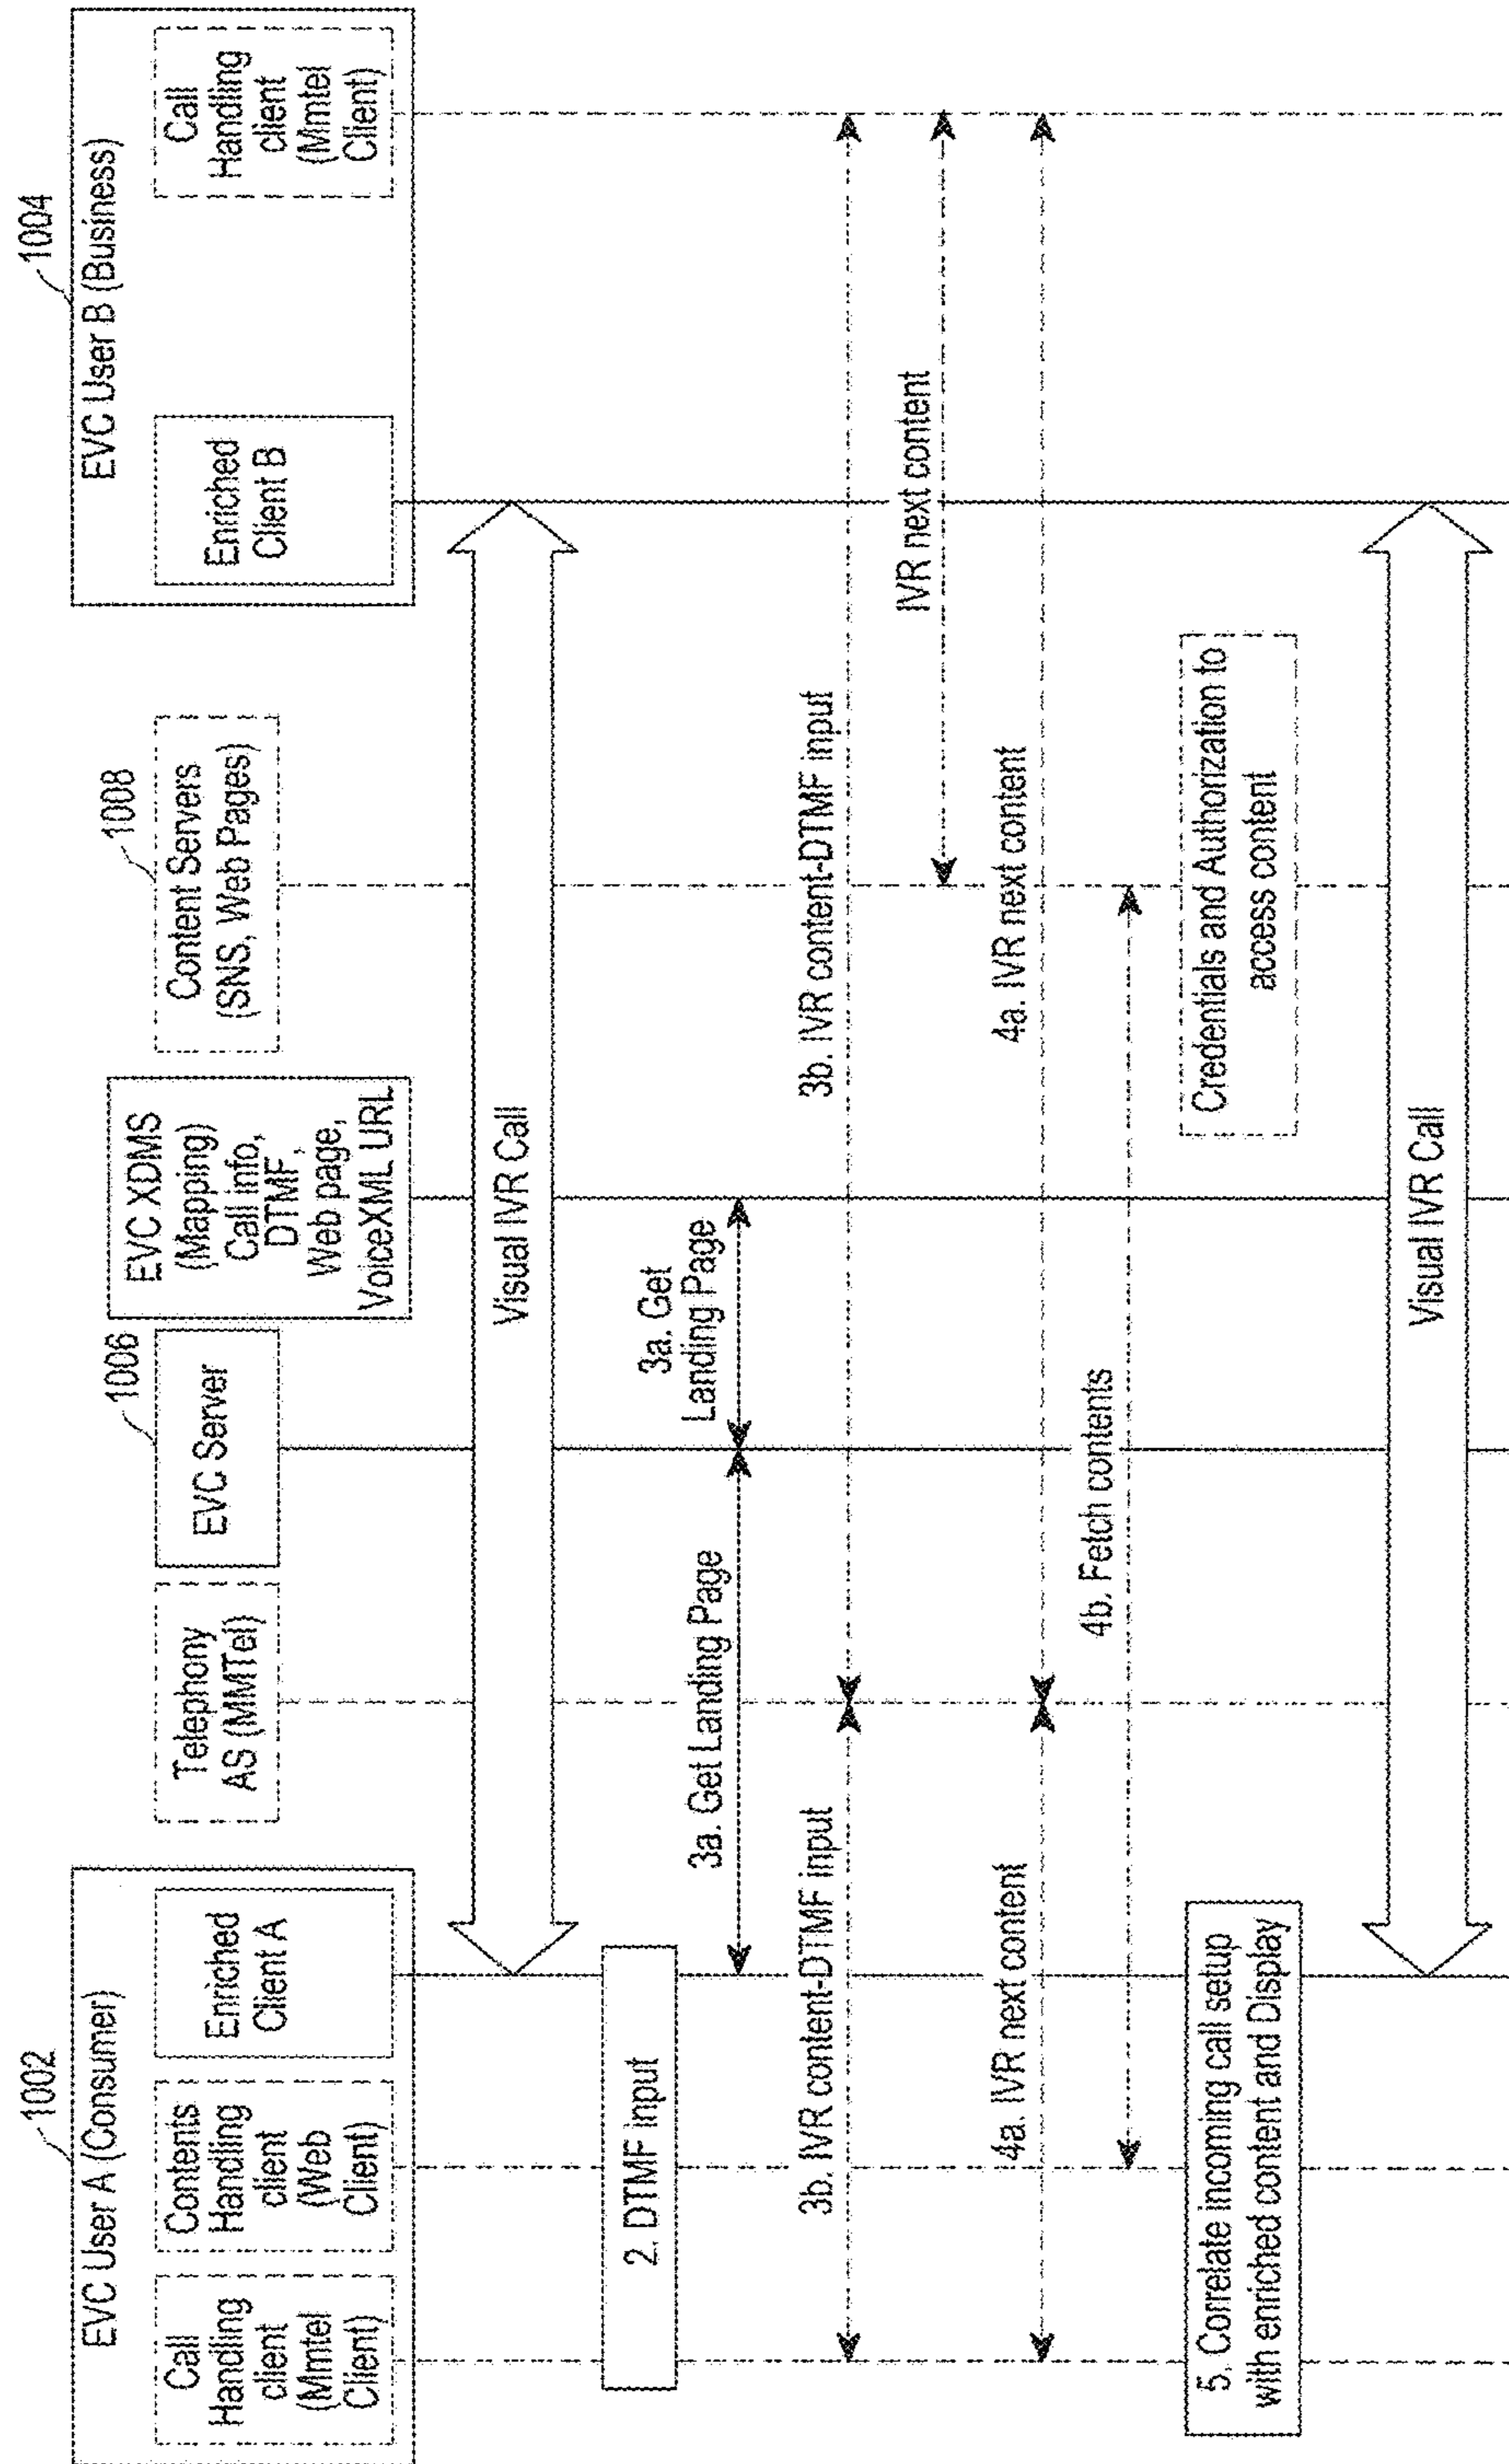 1002
EVC User A (Consumer)
Call
Handling
client
(Mmtel
Client)
Contents
Handling
client
(Web
Client)
Enriched
Client A
Telephony
AS (MMTel)
1006
EVC Server
EVC XDMS
(Mapping)
Call info,
DTMF,
Web page,
VoiceXML URL
1008
Content Servers
(SNS, Web Pages)
1004
EVC User B (Business)
Enriched
Client B
Call
Handling
client
(Mmtel
Client)
Visual IVR Call
2. DTMF input
3a. Get Landing Page
3a. Get
Landing Page
3b. IVR content-DTMF input
3b. IVR content-DTMF input
IVR next content
4a. IVR next content
4a. IVR next content
4b. Fetch contents
5. Correlate incoming call setup
with enriched content and Display
Credentials and Authorization to
access content
Visual IVR Call